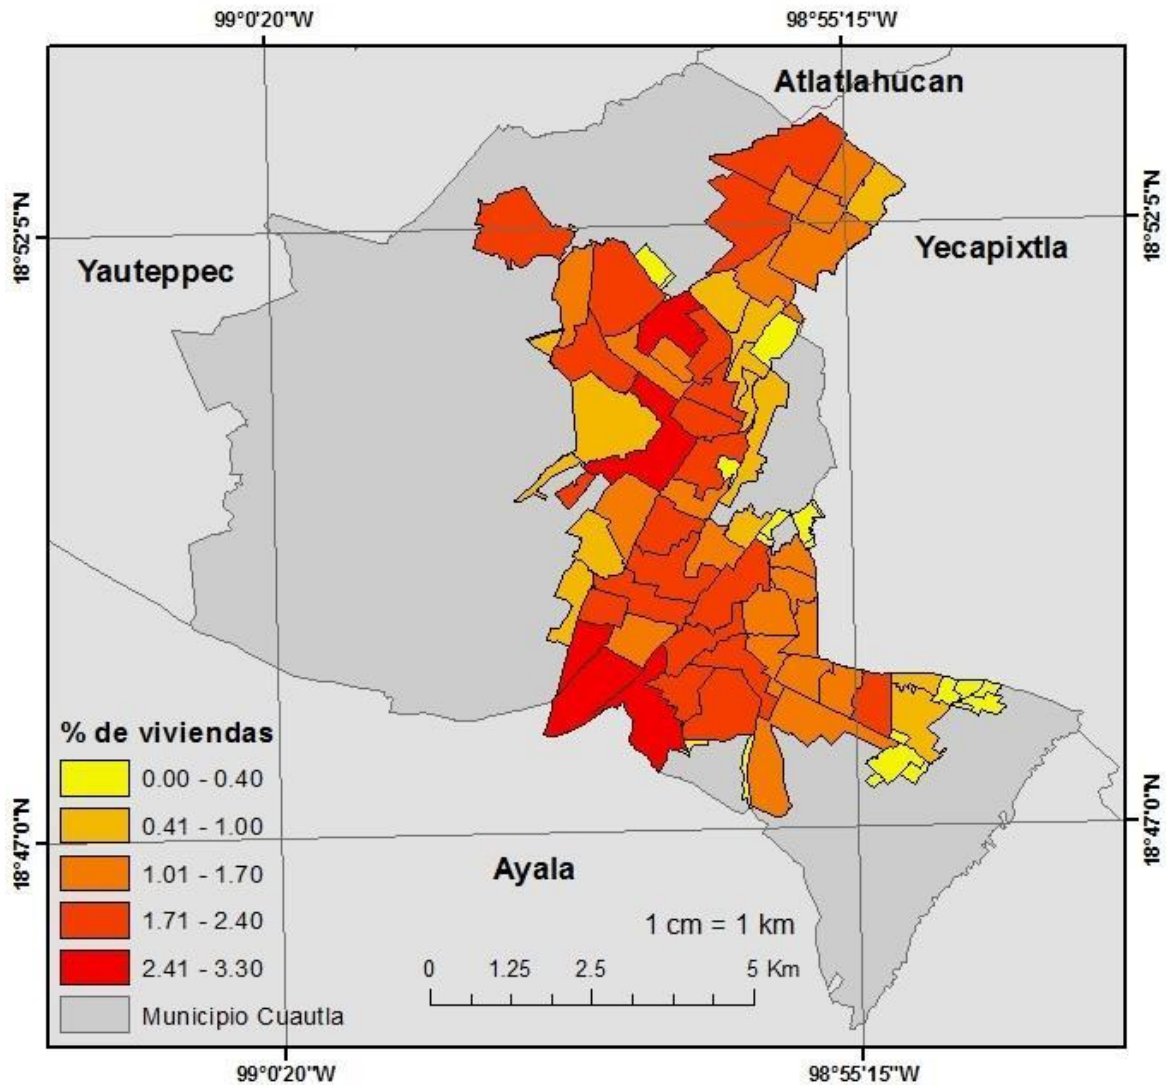 99°0'20"W 98°55'15"W
Atlatlahucan
18°52'5"N
18°52'5"N
Yecapixtla
Yauteppec
% de viviendas
0.00 - 0.40
0.41 - 1.00
1.01 - 1.70
1.71 - 2.40
2.41 - 3.30
Municipio Cuautla
18°47'0"N
18°47'0"N
Ayala
1 cm = 1 km
0 1.25 2.5 5 Km
99°0'20"W 98°55'15"W